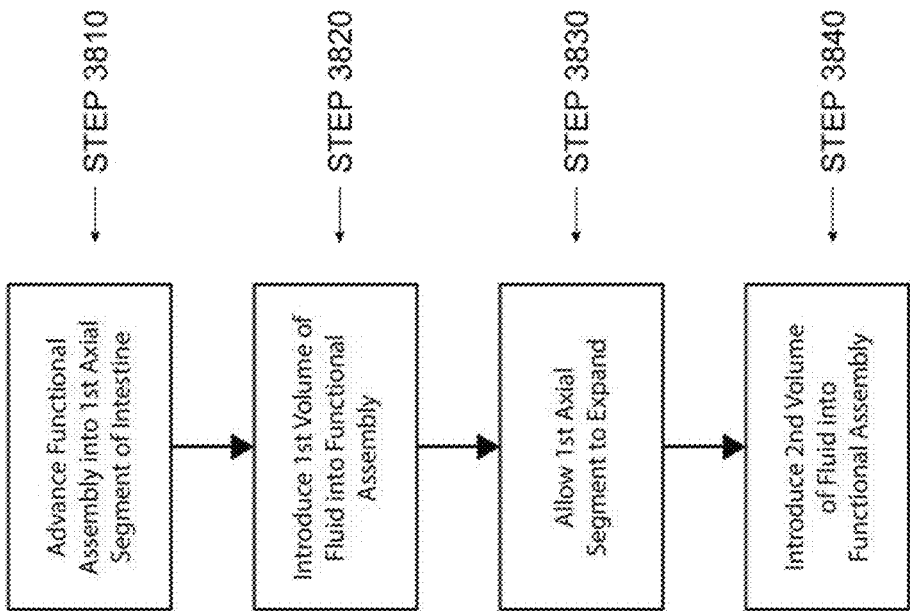 Advance Functional
Assembly into 1st Axial
Segment of Intestine
STEP 3810
Introduce 1st Volume of
Fluid into Functional
Assembly
STEP 3820
Allow 1st Axial
Segment to Expand
STEP 3830
Introduce 2nd Volume
of Fluid into
Functional Assembly
STEP 3840